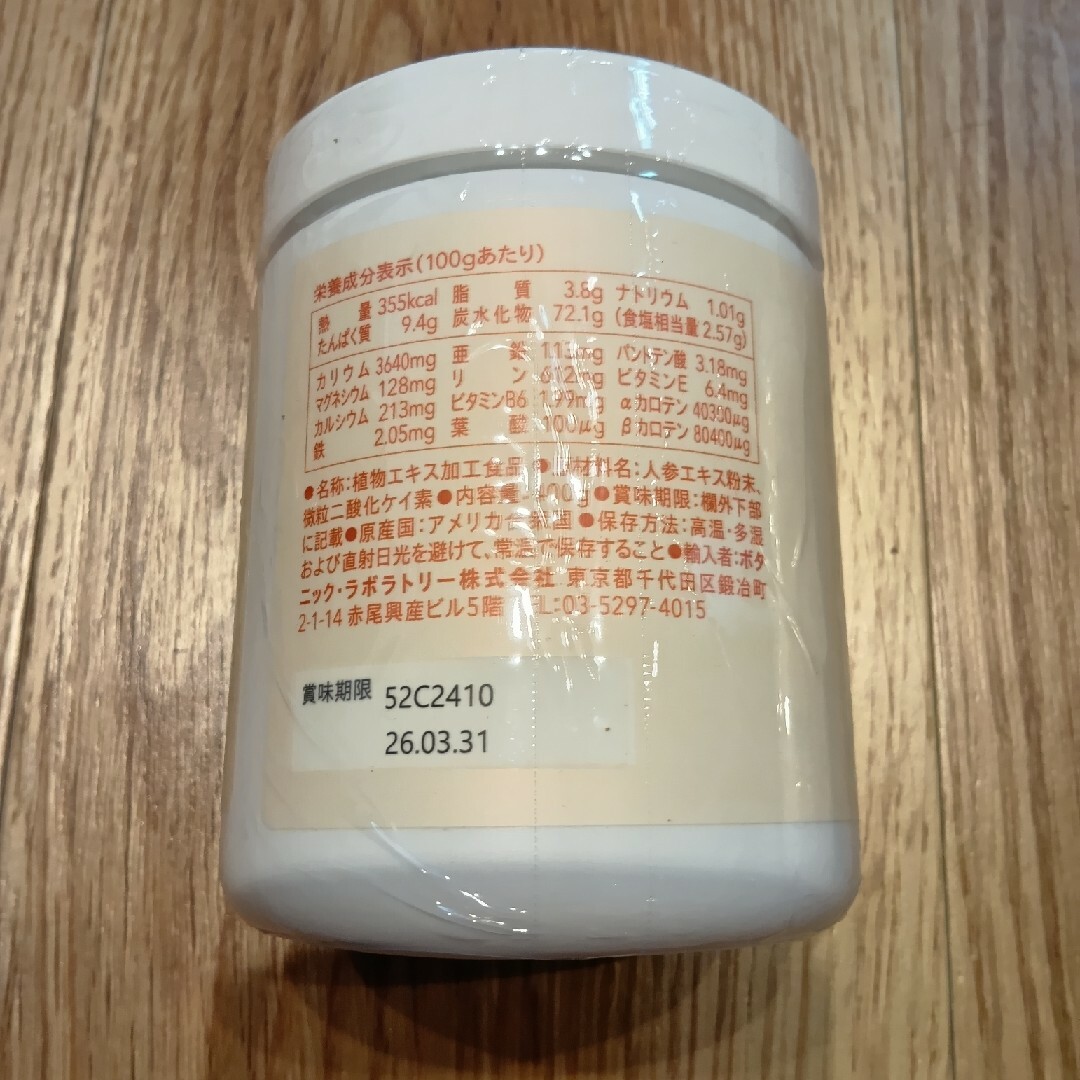 栄養成分表示(100gあたり)
熱 量 355kcal 脂 質 3.8g ナトリウム 1.01g
たんぱく質 9.4g 炭水化物 72.1g (食塩相当量 2.57g)
カリウム 3640mg 亜 鉛 1.13mg パントテン酸 3.18mg
マグネシウム 128mg リ ン 612mg ビタミンE 6.4mg
カルシウム 213mg ビタミンB6 1.99mg αカロテン μg
鉄 2.05mg 葉 酸 100μg βカロテン 80400μg
●名称:植物エキス加工食品 ●原材料名:人参エキス粉末、
微粒二酸化ケイ素●内容量:400g●賞味期限:欄外下部
に記載●原産国:アメリカ合衆国 ●保存方法:高温・多湿
および直射日光を避けて、常温で保存すること●輸入者:ボタ
ニック・ラボラトリー株式会社 東京都千代田区鍛冶町
2-1-14 赤尾興産ビル5階 TEL:03-5297-4015
賞味期限 52C2410
26.03.31